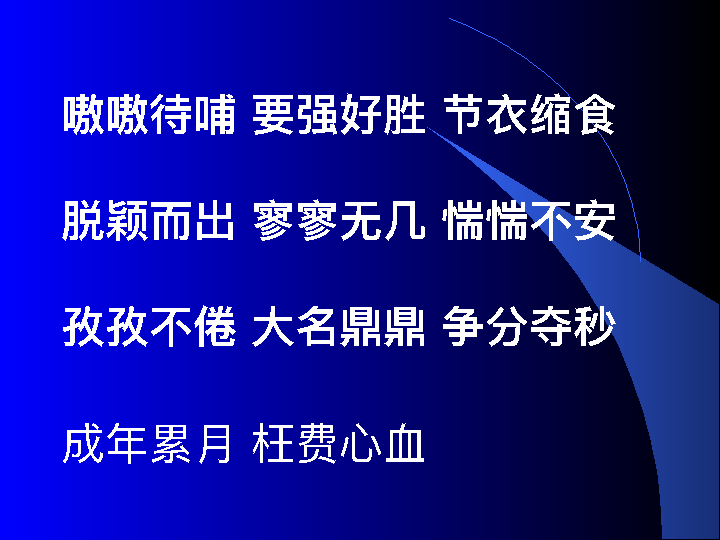 嗷嗷待哺 要强好胜 节衣缩食
脱颖而出 寥寥无几 惴惴不安
孜孜不倦 大名鼎鼎 争分夺秒
成年累月 枉费心血